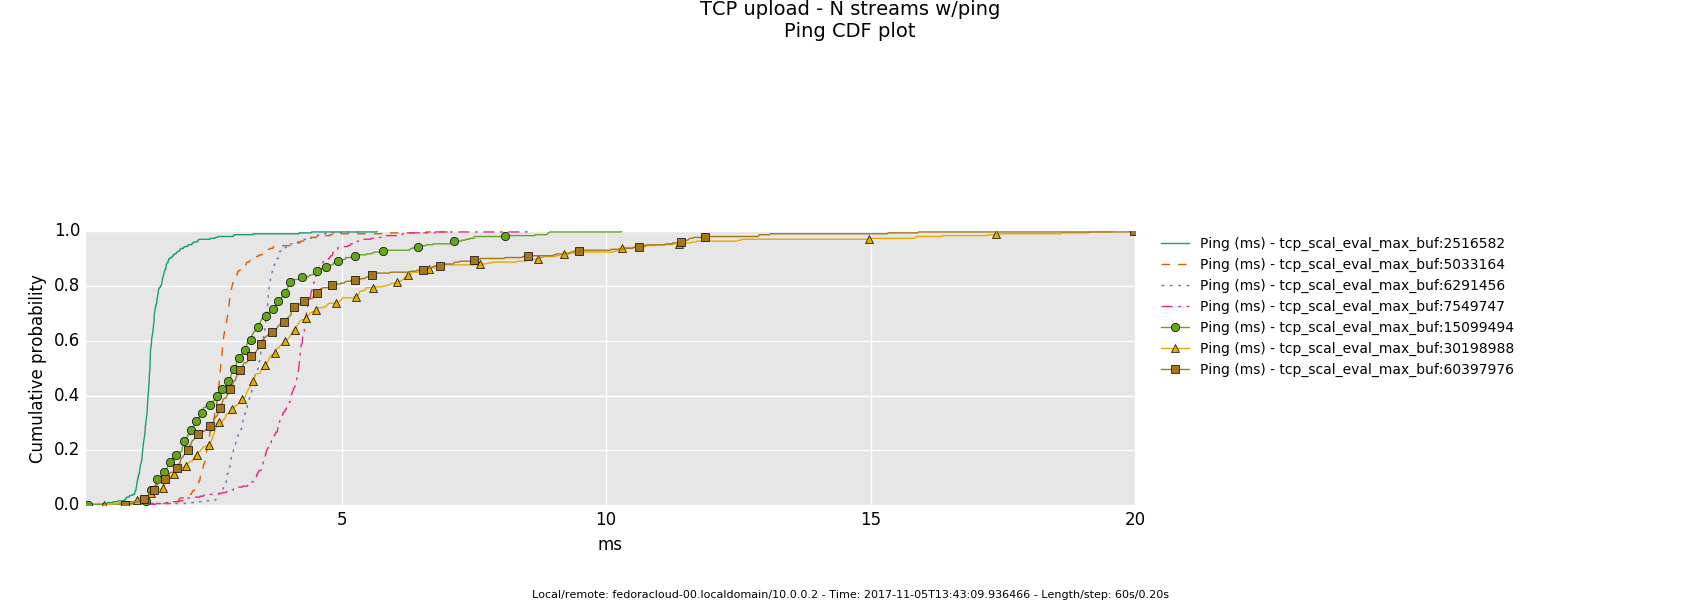 TCP upload - N streams w/ping
Ping CDF plot
1.0
0.8
0.6
0.4
0.2
0.0
Cumulative probability
5 10 15 20
ms
Ping (ms) - tcp_scal_eval_max_buf:2516582
Ping (ms) - tcp_scal_eval_max_buf:5033164
Ping (ms) - tcp_scal_eval_max_buf:6291456
Ping (ms) - tcp_scal_eval_max_buf:7549747
Ping (ms) - tcp_scal_eval_max_buf:15099494
Ping (ms) - tcp_scal_eval_max_buf:30198988
Ping (ms) - tcp_scal_eval_max_buf:60397976
Local/remote: fedoracloud-00.localdomain/10.0.0.2 - Time: 2017-11-05T13:43:09.936466 - Length/step: 60s/0.20s